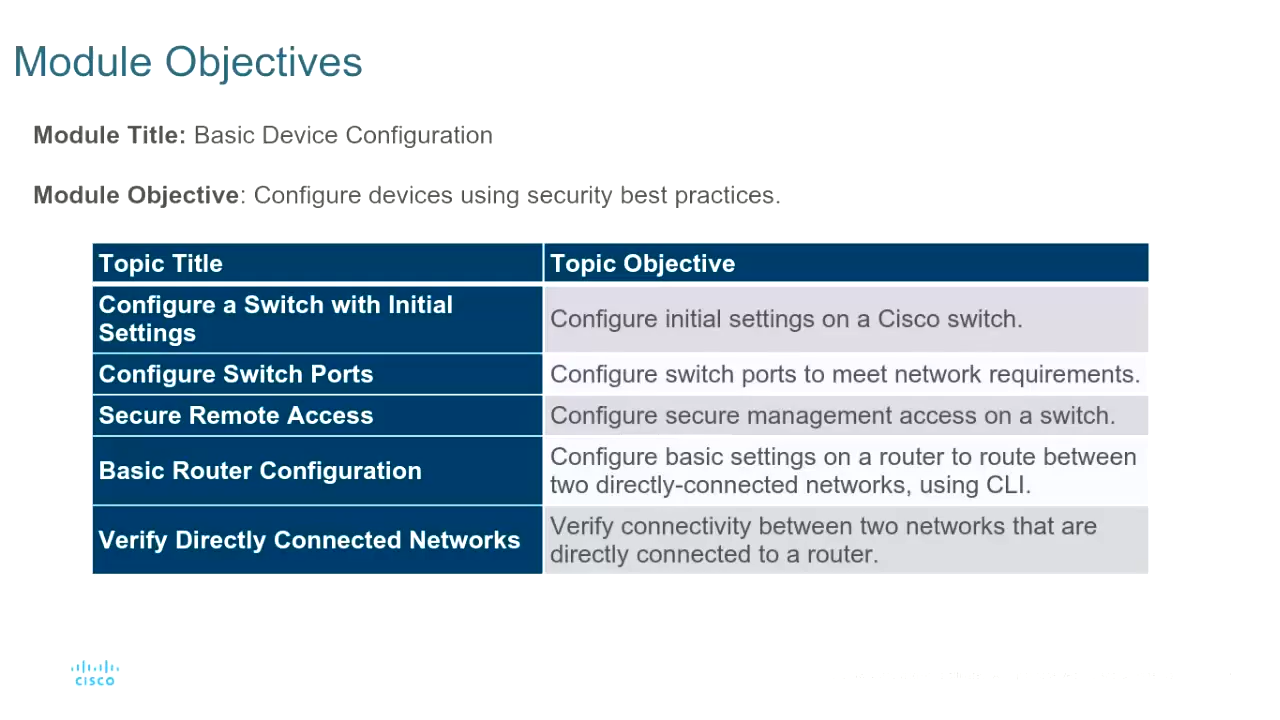 Module Objectives
Module Title: Basic Device Configuration
Module Objective: Configure devices using security best practices.
Topic Title
Topic Objective
Configure a Switch with Initial
Settings
Configure initial settings on a Cisco switch.
Configure Switch Ports
Configure switch ports to meet network requirements.
Secure Remote Access
Configure secure management access on a switch.
Basic Router Configuration
Configure basic settings on a router to route between
two directly-connected networks, using CLI.
Verify Directly Connected Networks
Verify connectivity between two networks that are
directly connected to a router.
CISCO